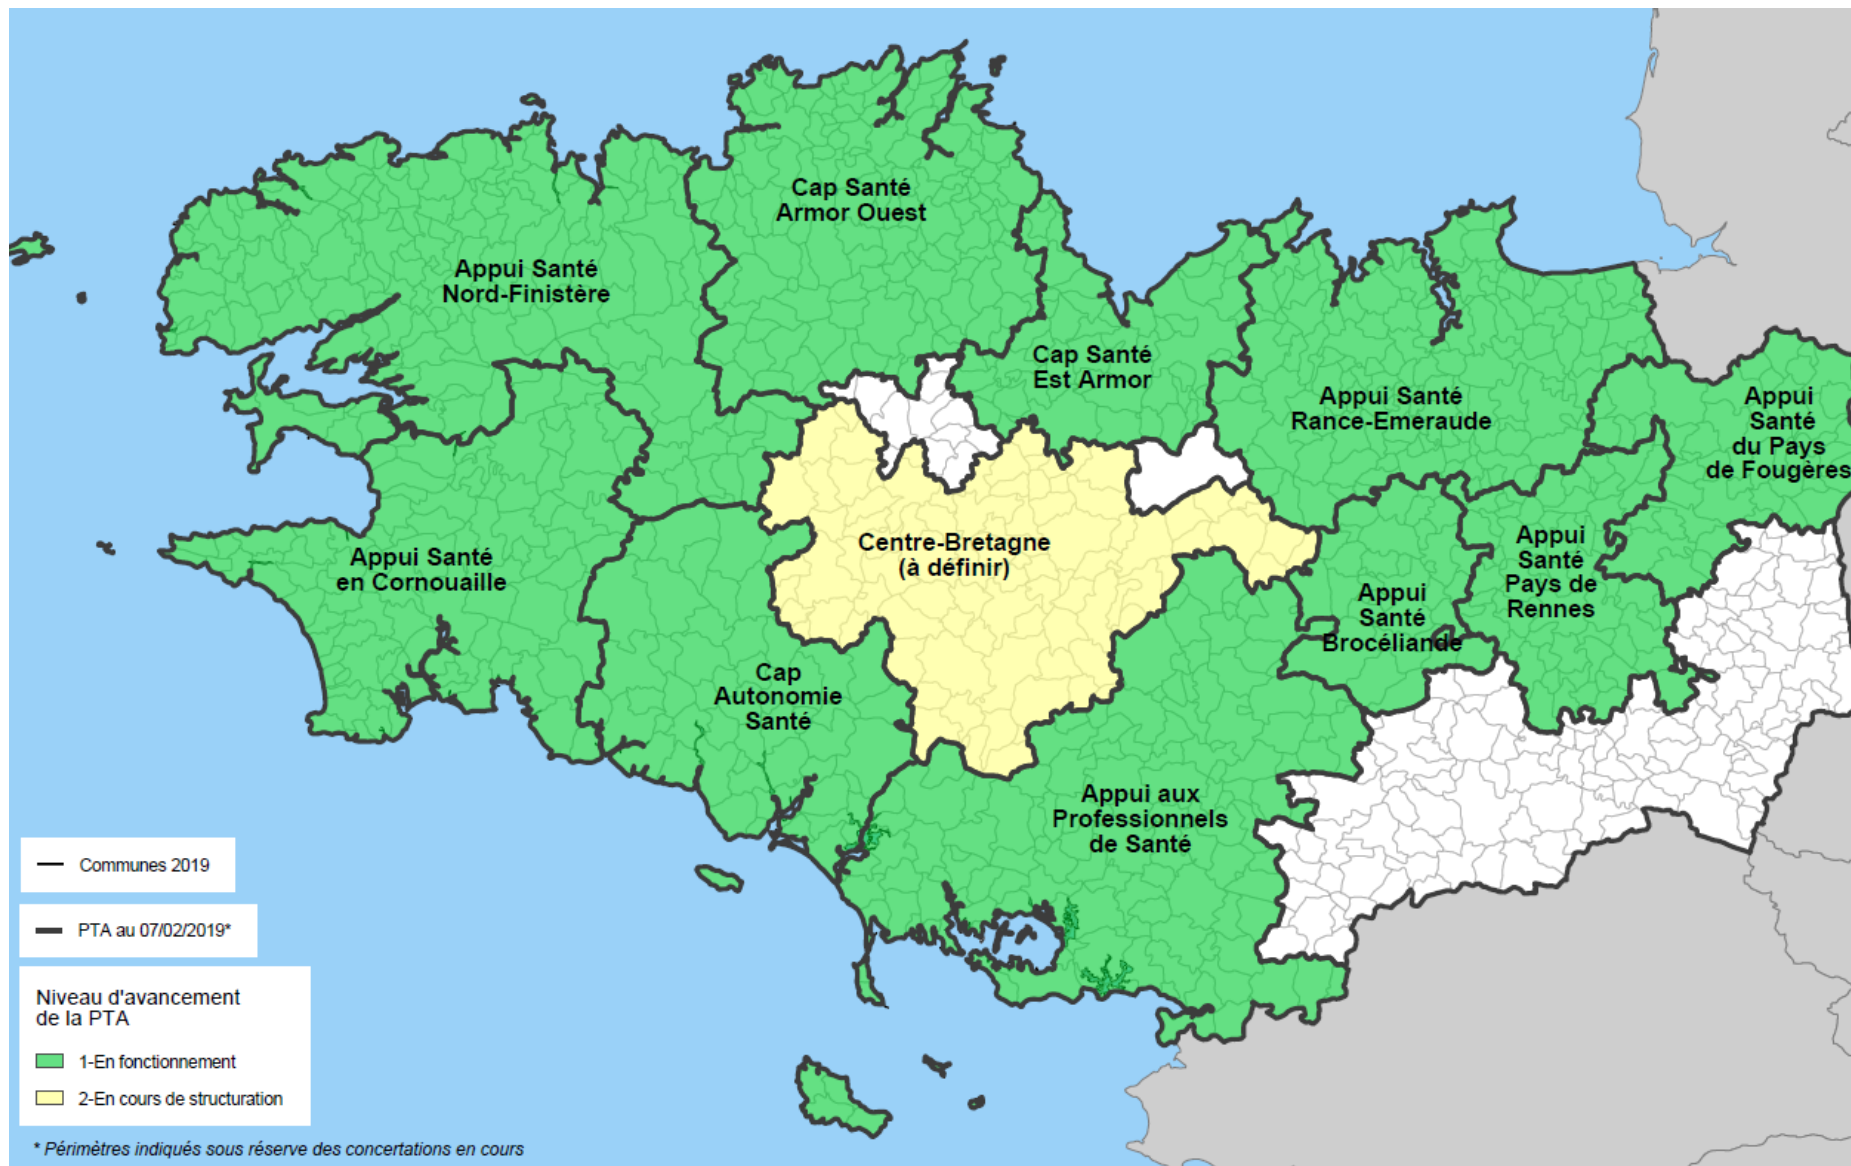 Cap Santé
Armor Ouest
Appui Santé
Nord-Finistère
Cap Santé
Est Armor
Appui Santé
Rance-Emeraude
Appui
Santé
du Pays
de Fougères
Appui Santé
en Cornouaille
Centre-Bretagne
(à définir)
Appui
Santé
Pays de
Rennes
Appui
Santé
Brocéliande
Cap
Autonomie
Santé
Appui aux
Professionnels
de Santé
Communes 2019
PTA au 07/02/2019*
Niveau d'avancement
de la PTA
1-En fonctionnement
2-En cours de structuration
* Périmètres indiqués sous réserve des concertations en cours